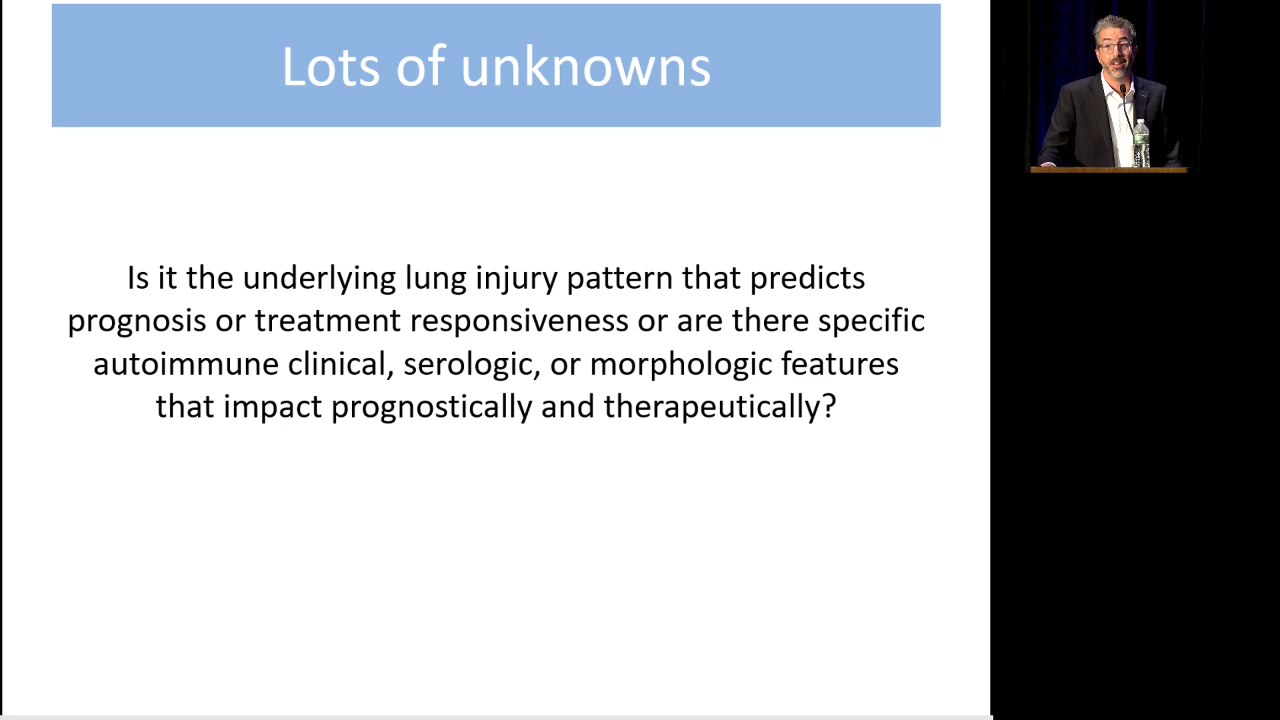 Lots of unknowns
Is it the underlying lung injury pattern that predicts
prognosis or treatment responsiveness or are there specific
autoimmune clinical, serologic, or morphologic features
that impact prognostically and therapeutically?